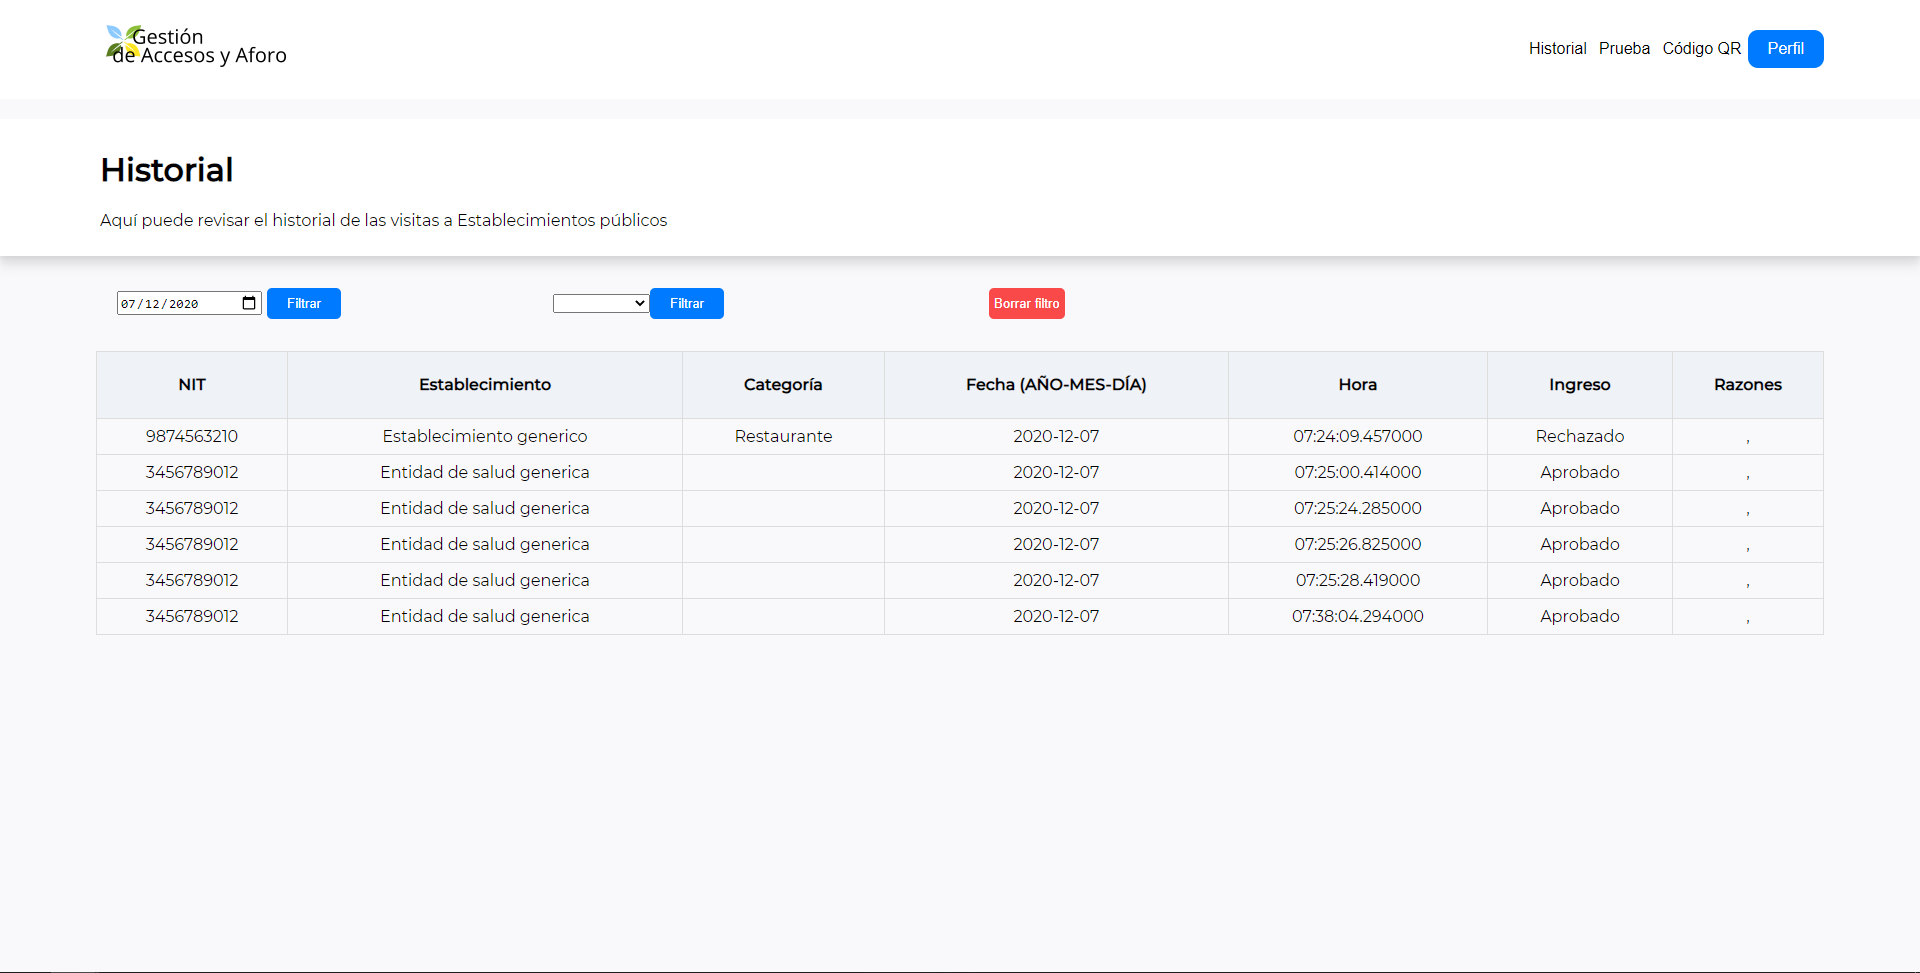 Gestión
de Accesos y Aforo
Historial Prueba Código QR Perfil
Historial
Aquí puede revisar el historial de las visitas a Establecimientos públicos
07/12/2020 Filtrar Filtrar Borrar filtro
NIT Establecimiento Categoría Fecha (AÑO-MES-DÍA) Hora Ingreso Razones
9874563210 Establecimiento generico Restaurante 2020-12-07 07:24:09.457000 Rechazado ,
3456789012 Entidad de salud generica 2020-12-07 07:25:00.414000 Aprobado ,
3456789012 Entidad de salud generica 2020-12-07 07:25:24.285000 Aprobado ,
3456789012 Entidad de salud generica 2020-12-07 07:25:26.825000 Aprobado ,
3456789012 Entidad de salud generica 2020-12-07 07:25:28.419000 Aprobado ,
3456789012 Entidad de salud generica 2020-12-07 07:38:04.294000 Aprobado ,